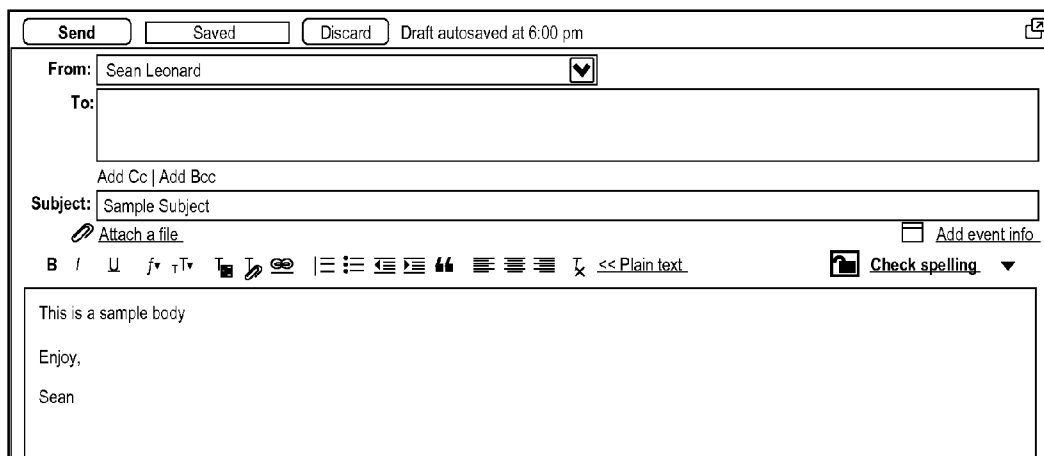 Send Saved Discard Draft autosaved at 6:00 pm
From: Sean Leonard
To:
Add Cc | Add Bcc
Subject: Sample Subject
Attach a file Add event info
B I U f TT T T T << Plain text Check spelling
This is a sample body
Enjoy,
Sean